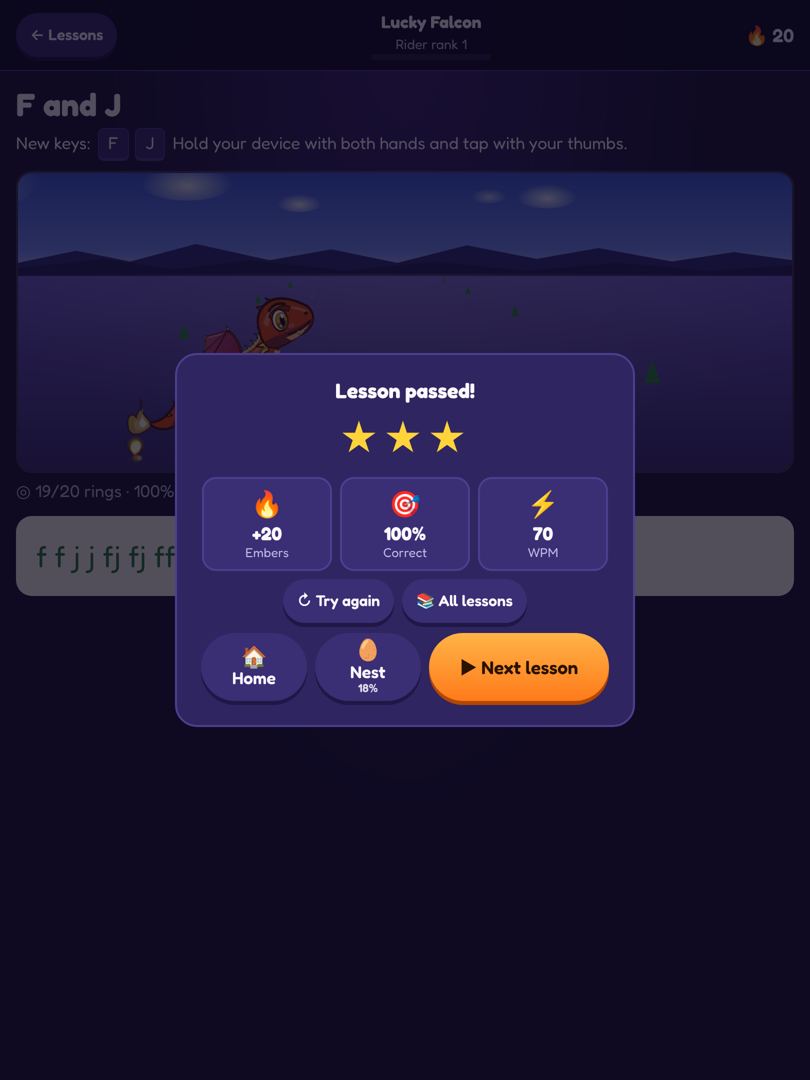 ← Lessons
Lucky Falcon
Rider rank 1
🔥 20
F and J
New keys: F J Hold your device with both hands and tap with your thumbs.
◎ 19/20 rings · 100%
f f j j fj fj ff
Lesson passed!
★ ★ ★
+20
Embers
100%
Correct
70
WPM
↻ Try again
📚 All lessons
Home
Nest
18%
▶ Next lesson